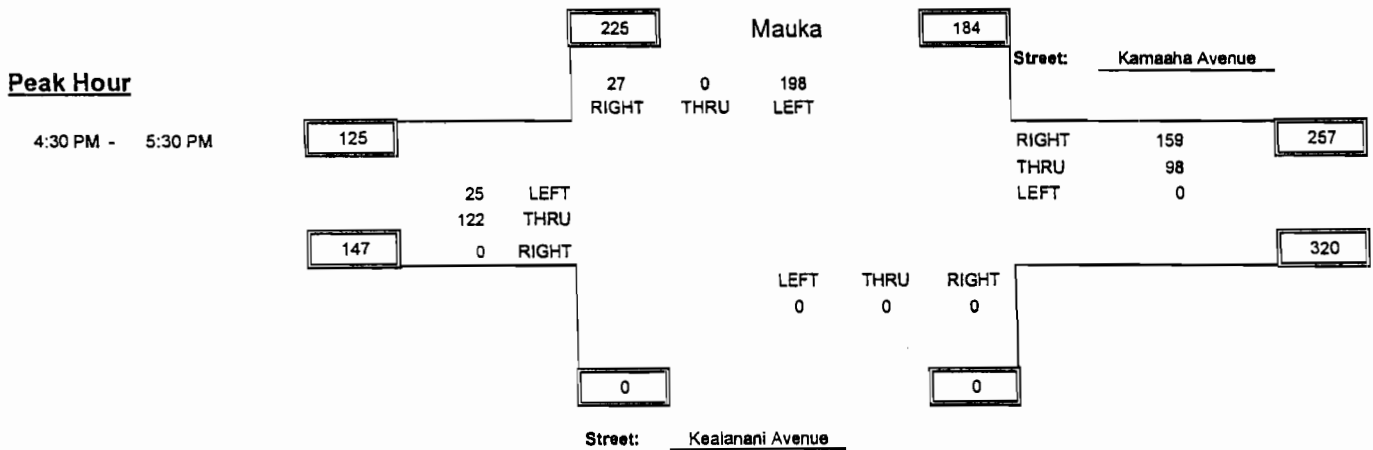 225 Mauka 184
Street: Kamaaha Avenue
Peak Hour
27 0 198
RIGHT THRU LEFT
4:30 PM - 5:30 PM 125 RIGHT 159 257
THRU 98
25 LEFT LEFT 0
122 THRU
147 0 RIGHT 320
LEFT THRU RIGHT
0 0 0
0 0
Street: Kealanani Avenue